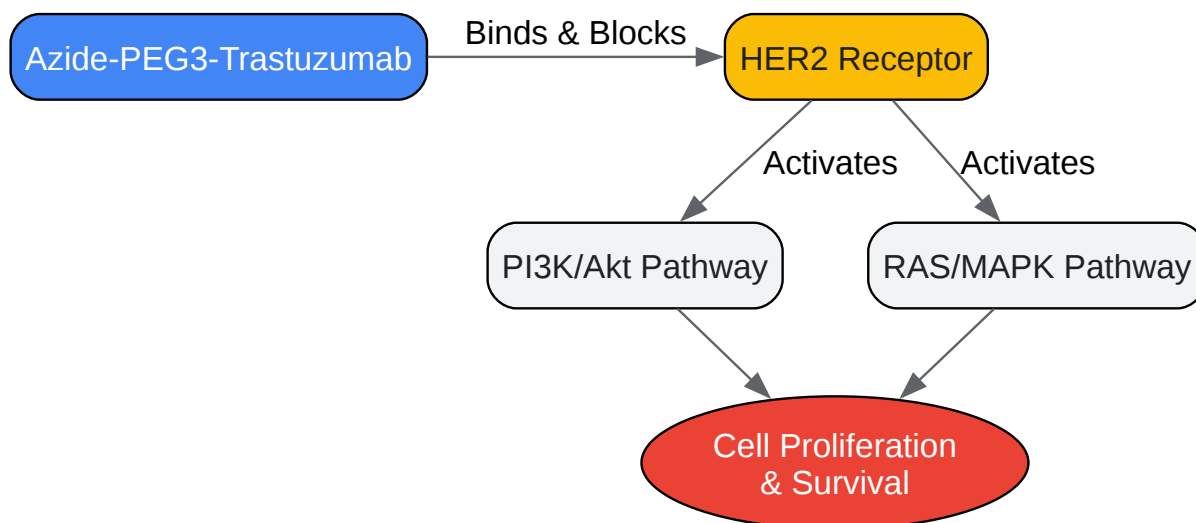 Azide-PEG3-Trastuzumab
Binds & Blocks
HER2 Receptor
Activates
Activates
PI3K/Akt Pathway
RAS/MAPK Pathway
Cell Proliferation
& Survival